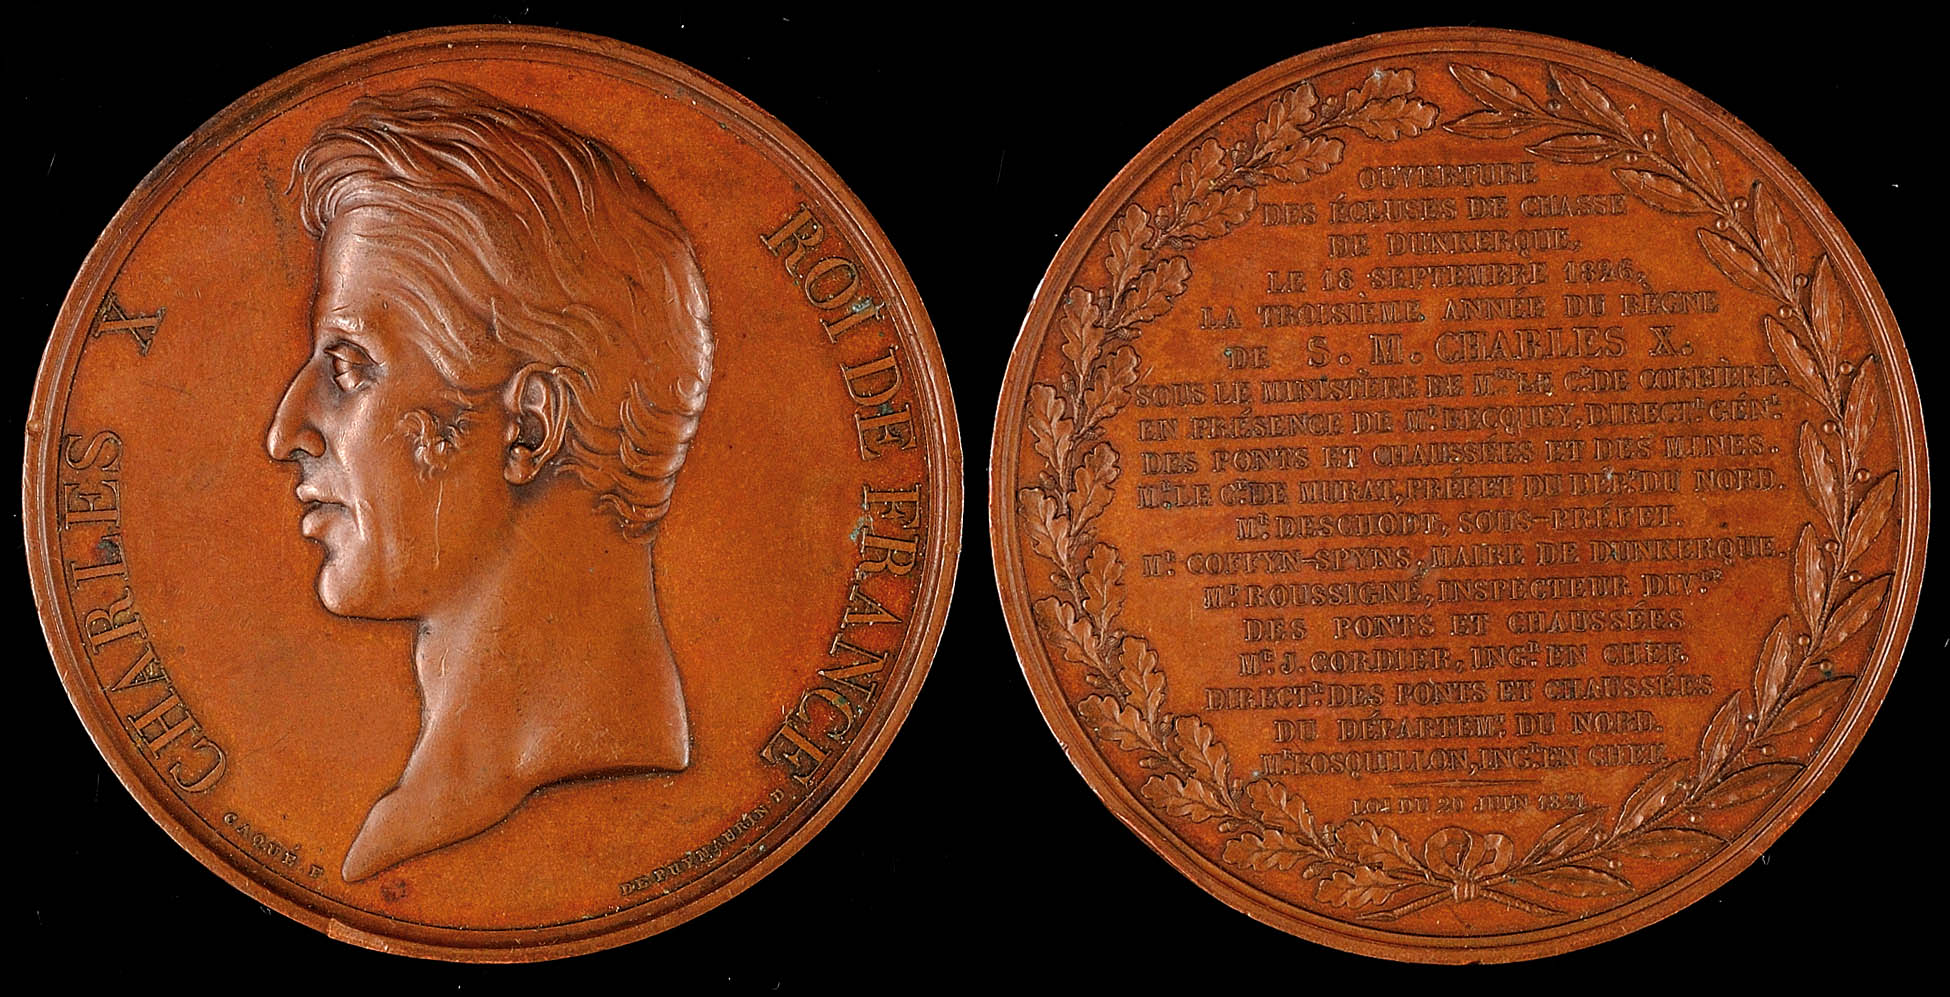 CHARLES X
ROI DE FRANCE
CAQUÉ. F
DE PUYMAURIN D.
OUVERTURE
DES ÉCLUSES DE CHASSE
DE DUNKERQUE,
LE 18 SEPTEMBRE 1826,
LA TROISIÈME ANNÉE DU RÈGNE
DE S. M. CHARLES X.
SOUS LE MINISTÈRE DE M.GR LE C.TE DE CORBIÈRE.
EN PRÉSENCE DE M.R BECQUEY, DIRECT.R GÉN.L
DES PONTS ET CHAUSSÉES ET DES MINES.
M.R LE C.TE DE MURAT, PRÉFET DU DÉP.T DU NORD.
M.R DESCHODT, SOUS-PRÉFET.
M.R COFFYN-SPYNS, MAIRE DE DUNKERQUE.
M.R ROUSSIGNÉ, INSPECTEUR DIV.RE
DES PONTS ET CHAUSSÉES
M.R J. CORDIER, ING.R EN CHEF,
DIRECT.R DES PONTS ET CHAUSSÉES
DU DÉPARTEM.T DU NORD.
M.R BOSQUILLON, ING.R EN CHEF.
LOI DU 20 JUIN 1821